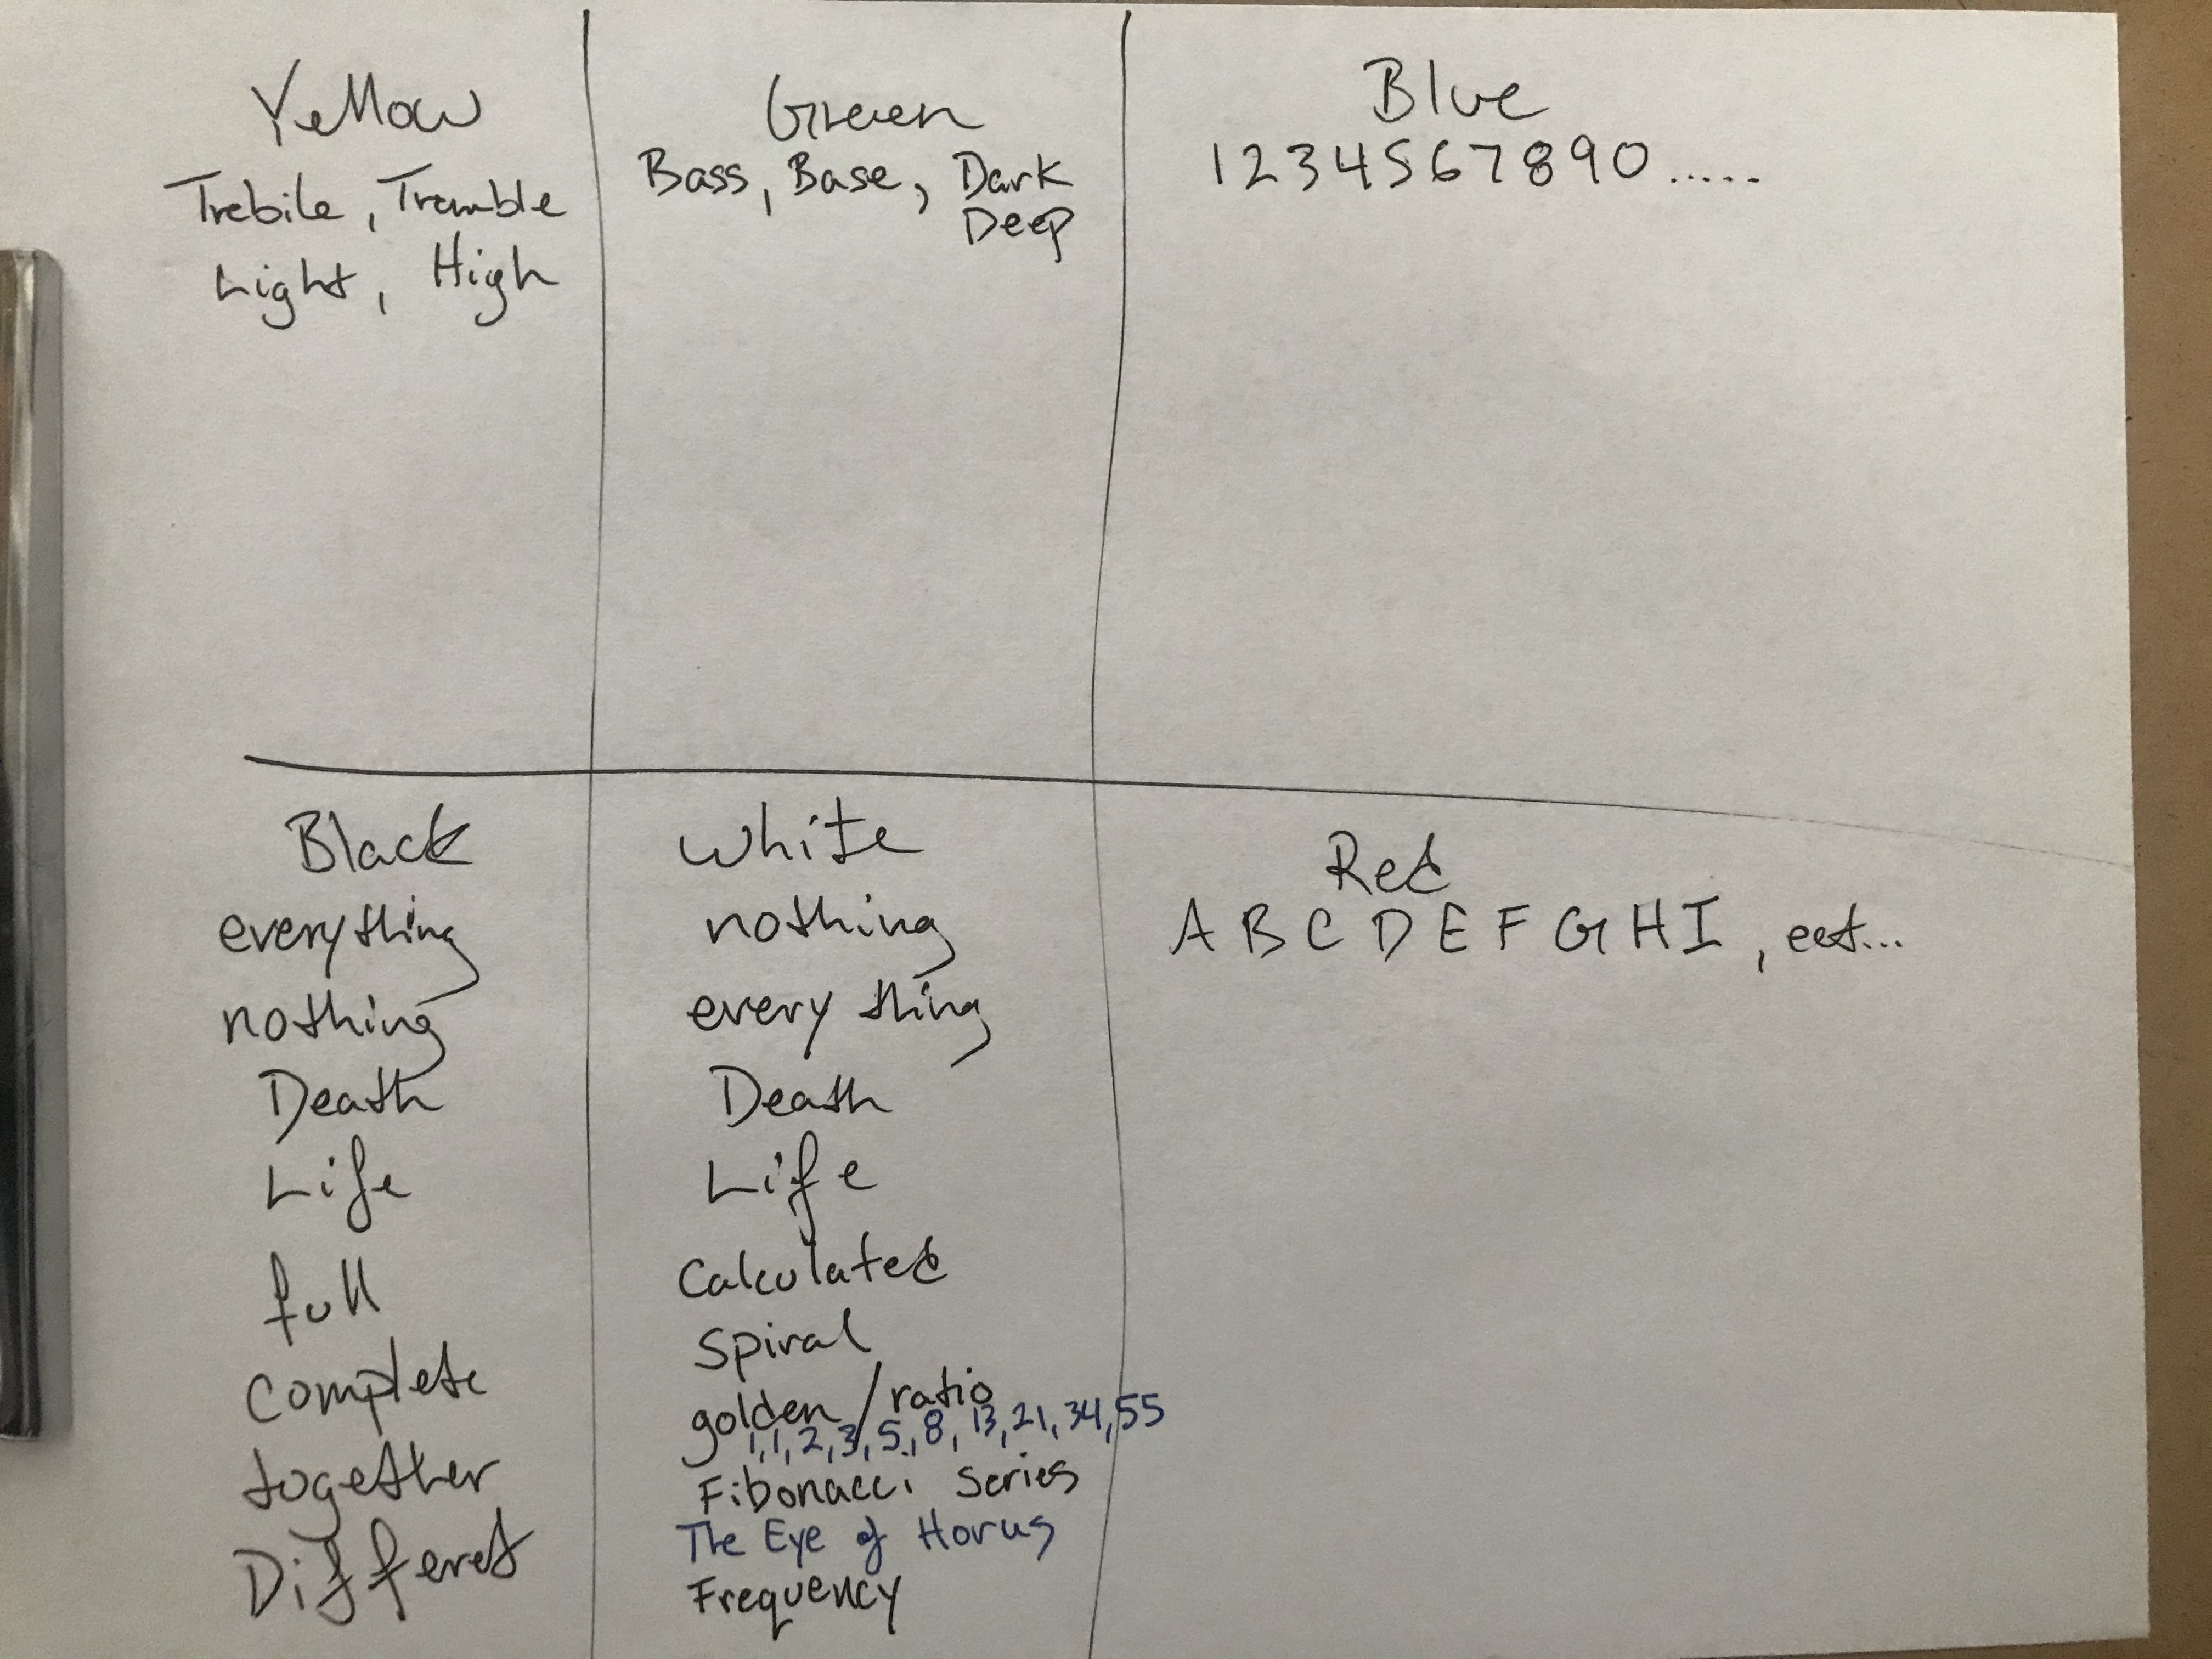 Yellow
Trebile, Tramble
Light, High
Green
Bass, Base, Dark
Deep
Blue
1234567890.....
Black
everything
nothing
Death
Life
full
Complete
together
Different
White
nothing
everything
Death
Life
Calculated
Spiral
golden/ratio
1,1,2,3,5,8,13,21,34,55
Fibonacci Series
The Eye of Horus
Frequency
Red
A B C D E F G H I, ect...